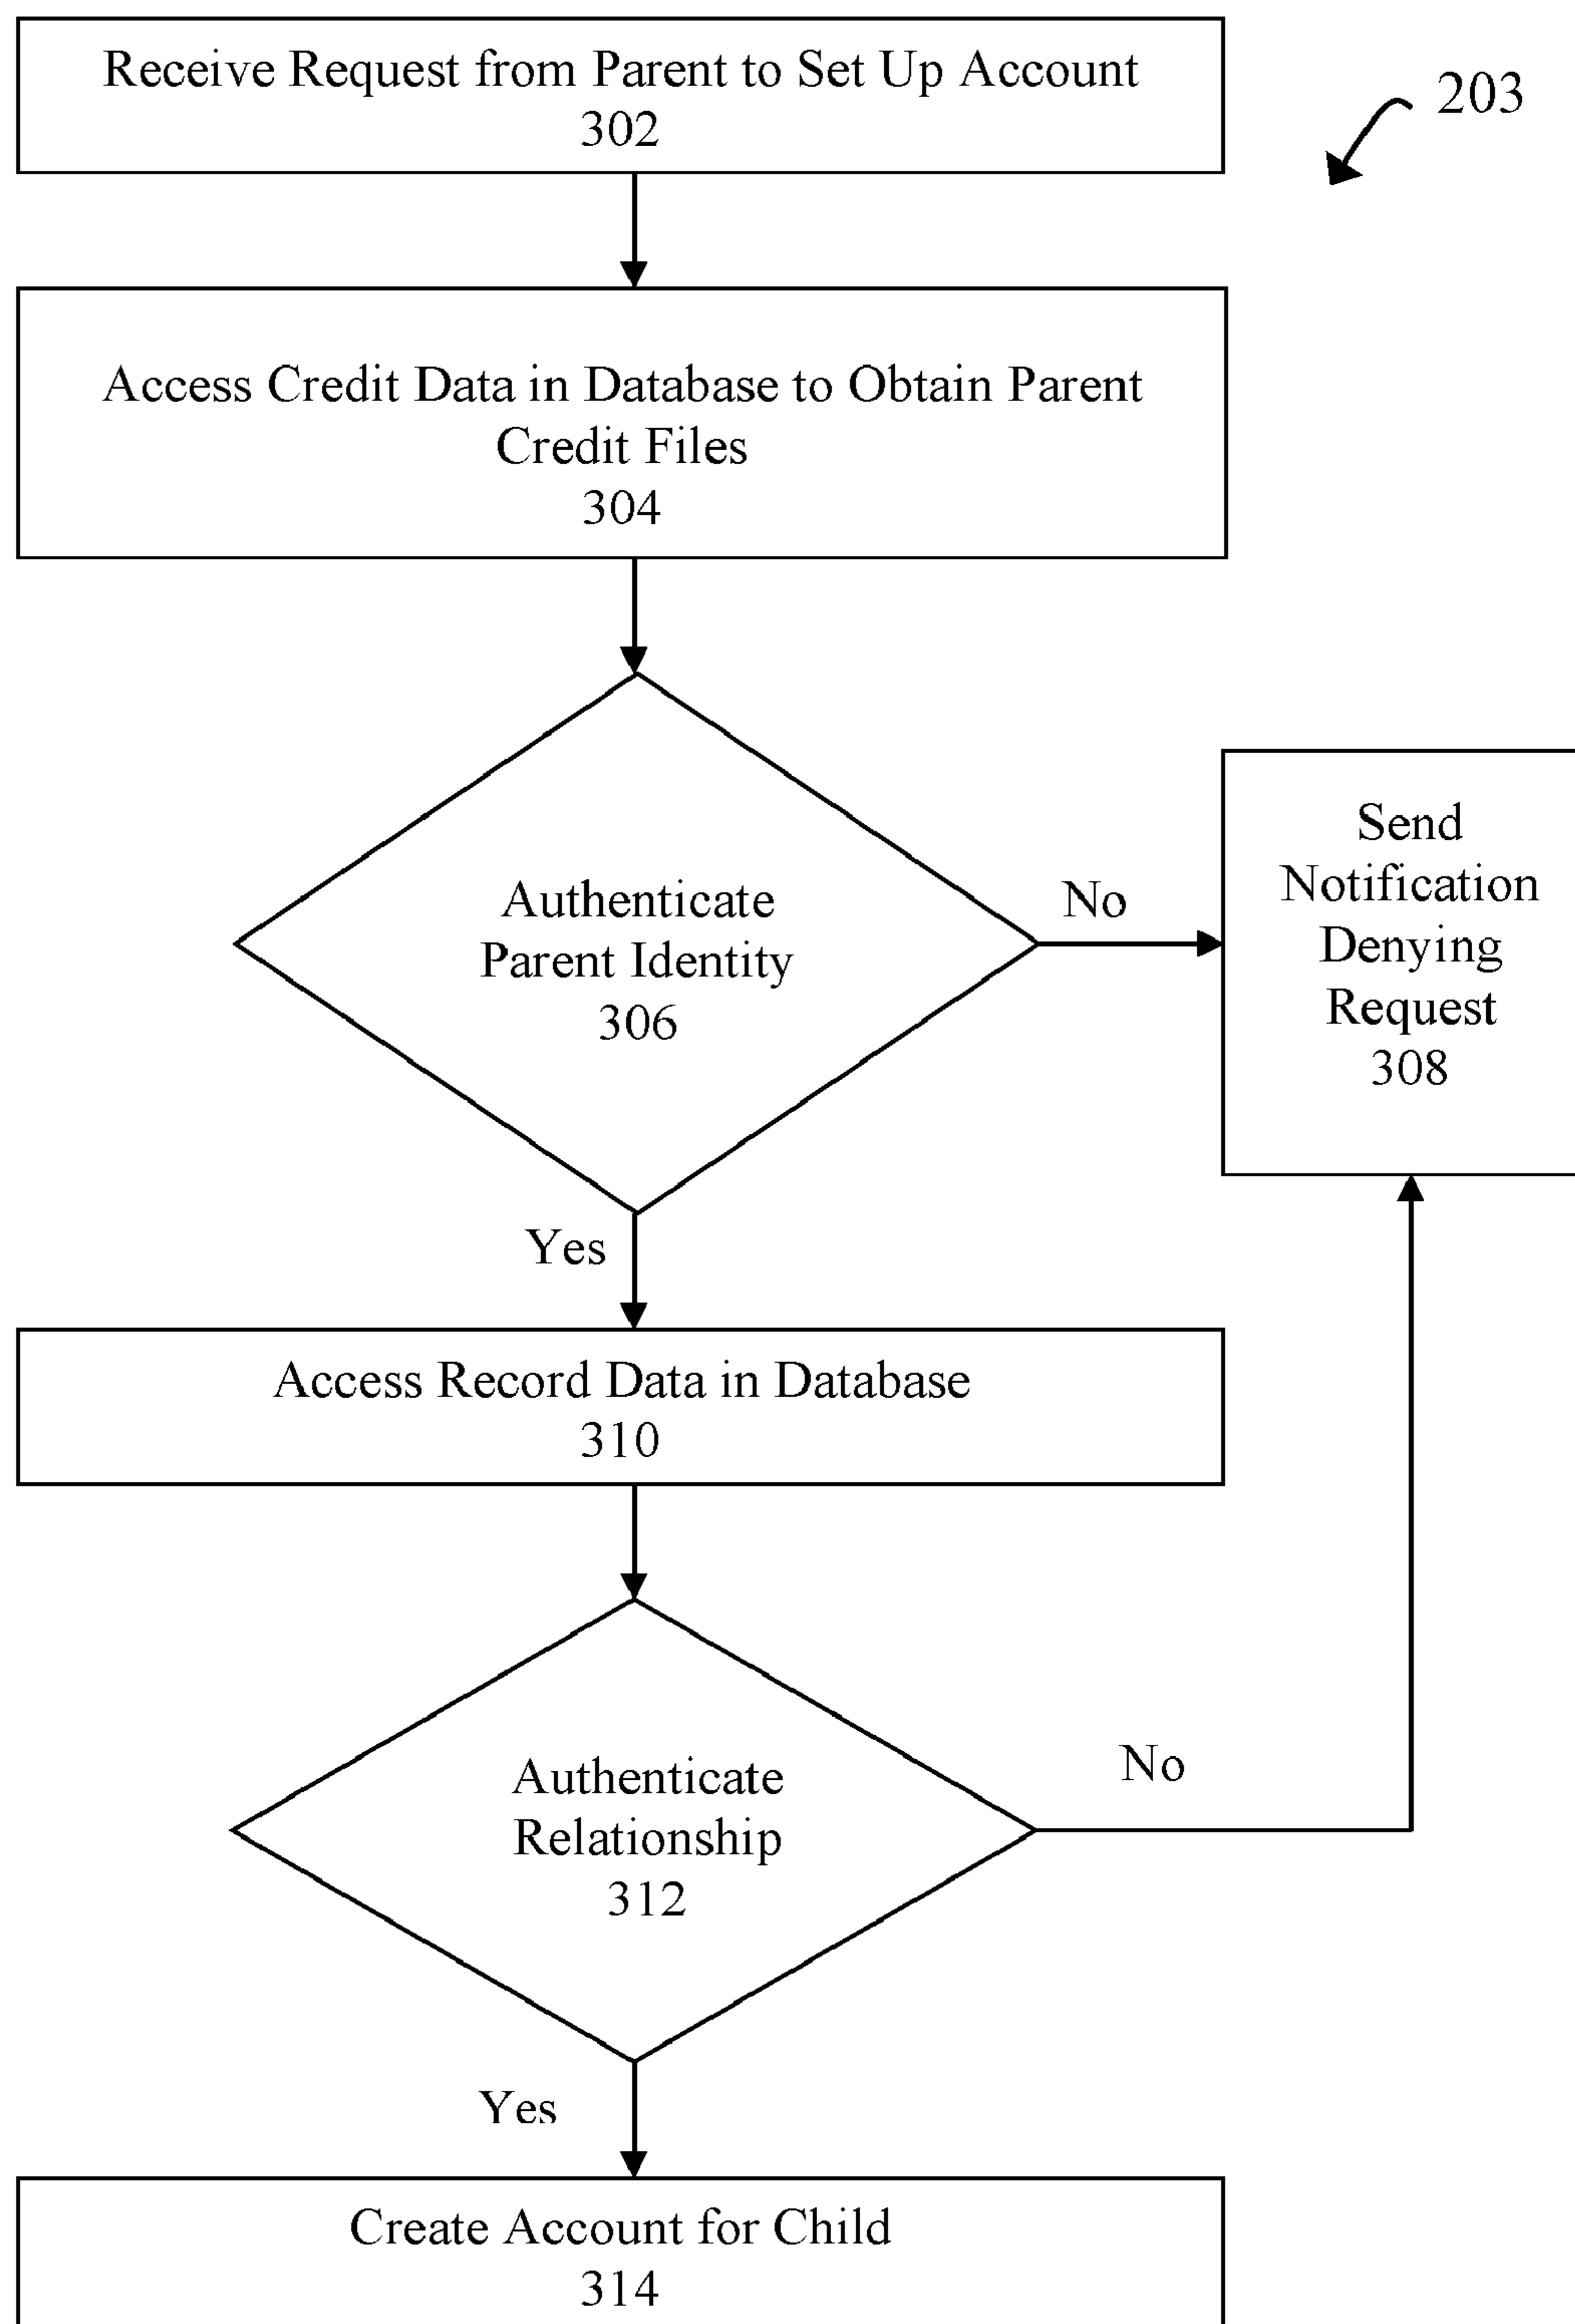 Receive Request from Parent to Set Up Account
302
203
Access Credit Data in Database to Obtain Parent
Credit Files
304
Authenticate
Parent Identity
306
No
Send
Notification
Denying
Request
308
Yes
Access Record Data in Database
310
Authenticate
Relationship
312
No
Yes
Create Account for Child
314